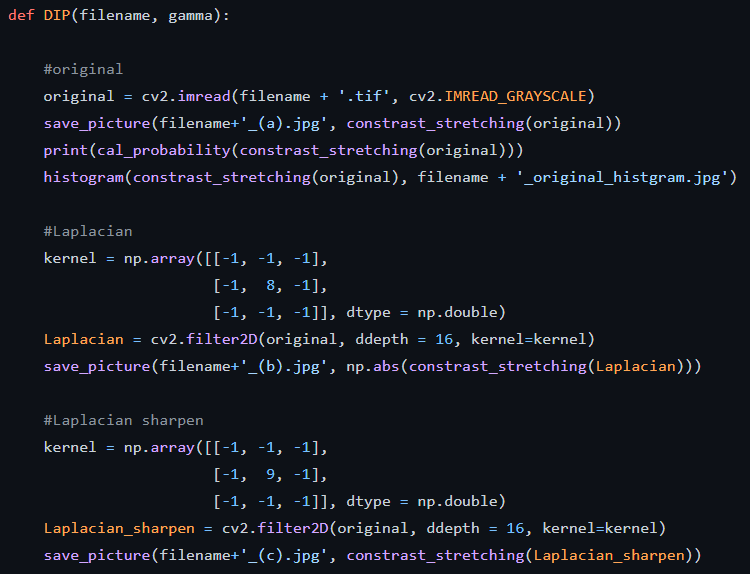 def DIP(filename, gamma):
    #original
    original = cv2.imread(filename + '.tif', cv2.IMREAD_GRAYSCALE)
    save_picture(filename+'_(a).jpg', constrast_stretching(original))
    print(cal_probability(constrast_stretching(original)))
    histogram(constrast_stretching(original), filename + '_original_histgram.jpg')
    #Laplacian
    kernel = np.array([[-1, -1, -1],
                       [-1,  8, -1],
                       [-1, -1, -1]], dtype = np.double)
    Laplacian = cv2.filter2D(original, ddepth = 16, kernel=kernel)
    save_picture(filename+'_(b).jpg', np.abs(constrast_stretching(Laplacian)))
    #Laplacian sharpen
    kernel = np.array([[-1, -1, -1],
                       [-1,  9, -1],
                       [-1, -1, -1]], dtype = np.double)
    Laplacian_sharpen = cv2.filter2D(original, ddepth = 16, kernel=kernel)
    save_picture(filename+'_(c).jpg', constrast_stretching(Laplacian_sharpen))